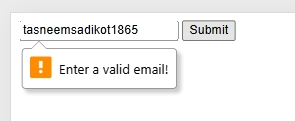 tasneemsadikot1865 Submit
Enter a valid email!